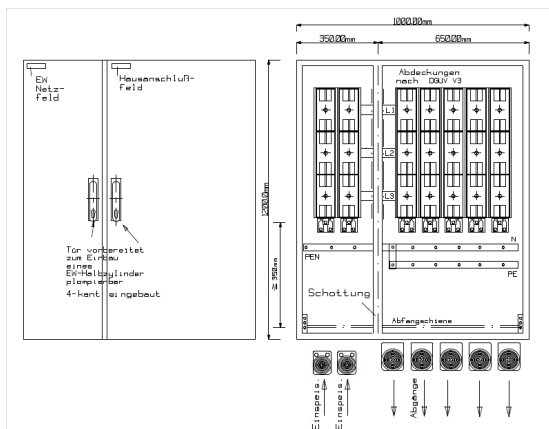 1000.00mm
350.00mm
650.00mm
EW
Netz-
feld
Hausanschluß-
feld
Abdeckungen
nach DGUV V3
L1
L2
L3
1200.00mm
Tür vorbereitet
zum Einbau
eines
EW-Halbzylinder
plombierbar
4-kant eingebaut
PEN
N
PE
Schottung
Abfangschiene
Einspeis.
Einspeis.
Abgänge